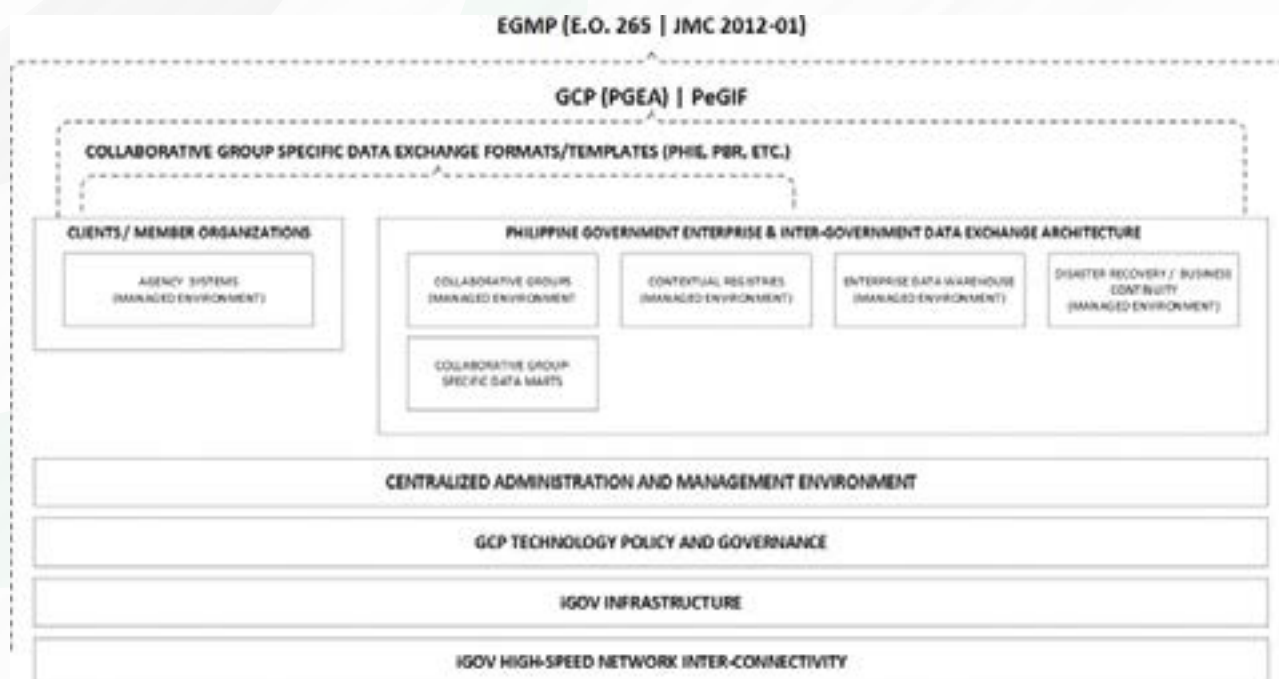 EGMP (E.O. 265 | JMC 2012-01)
GCP (PGEA) | PeGIF
COLLABORATIVE GROUP SPECIFIC DATA EXCHANGE FORMATS/TEMPLATES (PHIE, PBR, ETC.)
CLIENTS / MEMBER ORGANIZATIONS
AGENCY SYSTEMS
(MANAGED ENVIRONMENT)
PHILIPPINE GOVERNMENT ENTERPRISE & INTER-GOVERNMENT DATA EXCHANGE ARCHITECTURE
COLLABORATIVE GROUPS
(MANAGED ENVIRONMENT
CONTEXTUAL REGISTRIES
(MANAGED ENVIRONMENT)
ENTERPRISE DATA WAREHOUSE
(MANAGED ENVIRONMENT)
DISASTER RECOVERY / BUSINESS
CONTINUITY
(MANAGED ENVIRONMENT)
COLLABORATIVE GROUP-
SPECIFIC DATA MARTS
CENTRALIZED ADMINISTRATION AND MANAGEMENT ENVIRONMENT
GCP TECHNOLOGY POLICY AND GOVERNANCE
iGOV INFRASTRUCTURE
iGOV HIGH-SPEED NETWORK INTER-CONNECTIVITY